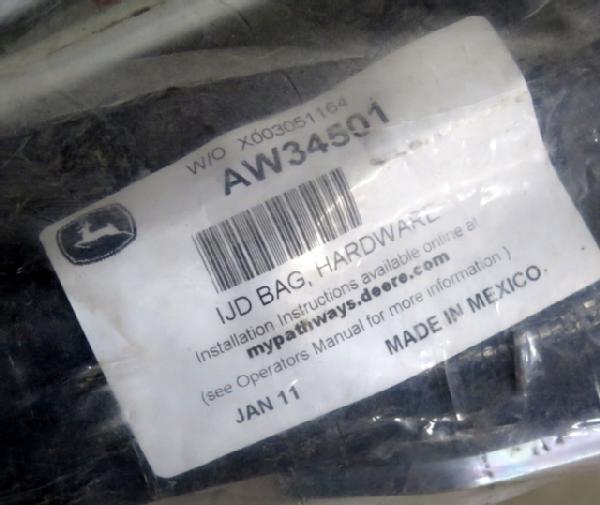 W/O X003051164
AW34501
IJD BAG, HARDWARE
Installation Instructions available online at
mypathways.deere.com
(see Operators Manual for more information )
MADE IN MEXICO.
JAN 11